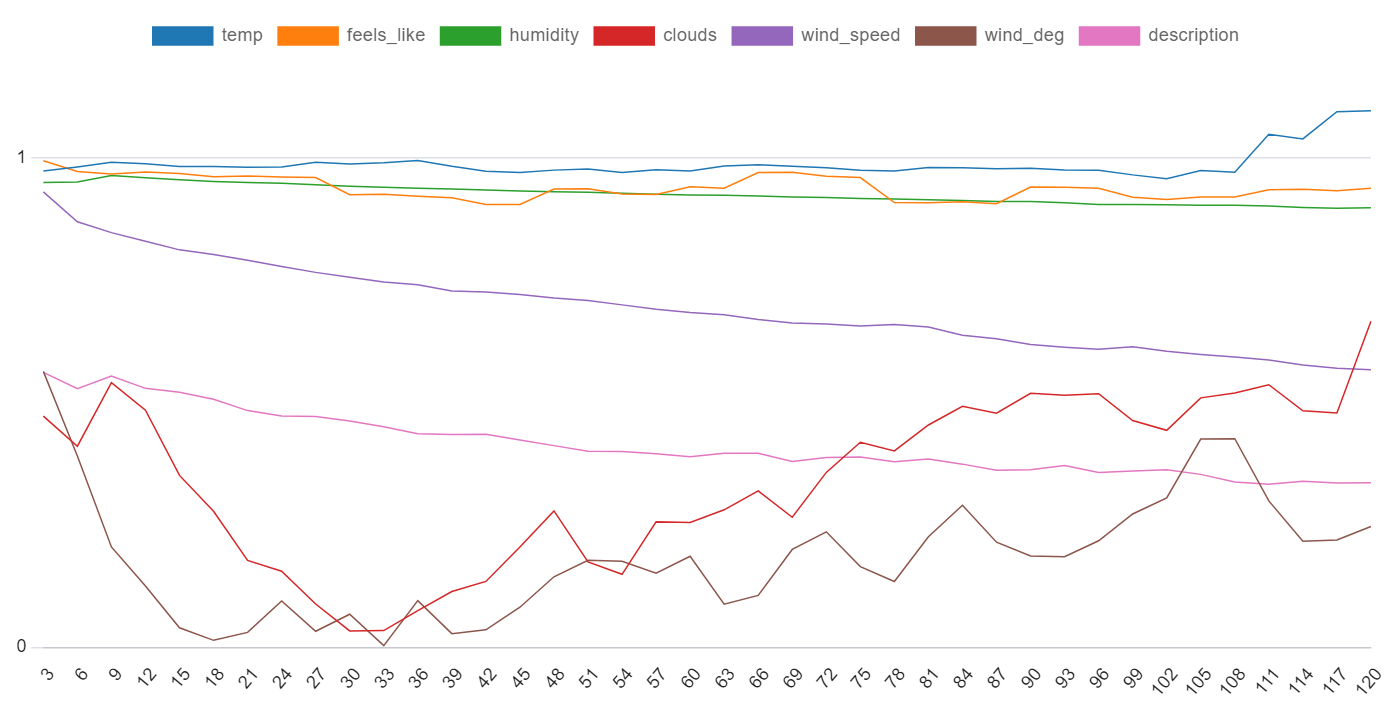 temp feels_like humidity clouds wind_speed wind_deg description
1
0
3 6 9 12 15 18 21 24 27 30 33 36 39 42 45 48 51 54 57 60 63 66 69 72 75 78 81 84 87 90 93 96 99 102 105 108 111 114 117 120